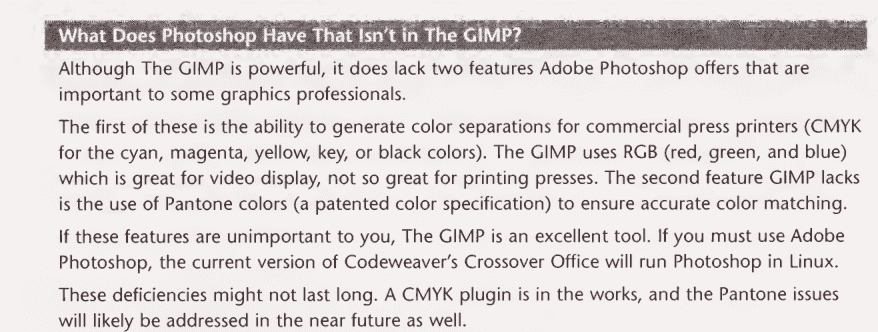 What Does Photoshop Have That Isn't in The GIMP?
Although The GIMP is powerful, it does lack two features Adobe Photoshop offers that are
important to some graphics professionals.
The first of these is the ability to generate color separations for commercial press printers (CMYK
for the cyan, magenta, yellow, key, or black colors). The GIMP uses RGB (red, green, and blue)
which is great for video display, not so great for printing presses. The second feature GIMP lacks
is the use of Pantone colors (a patented color specification) to ensure accurate color matching.
If these features are unimportant to you, The GIMP is an excellent tool. If you must use Adobe
Photoshop, the current version of Codeweaver's Crossover Office will run Photoshop in Linux.
These deficiencies might not last long. A CMYK plugin is in the works, and the Pantone issues
will likely be addressed in the near future as well.